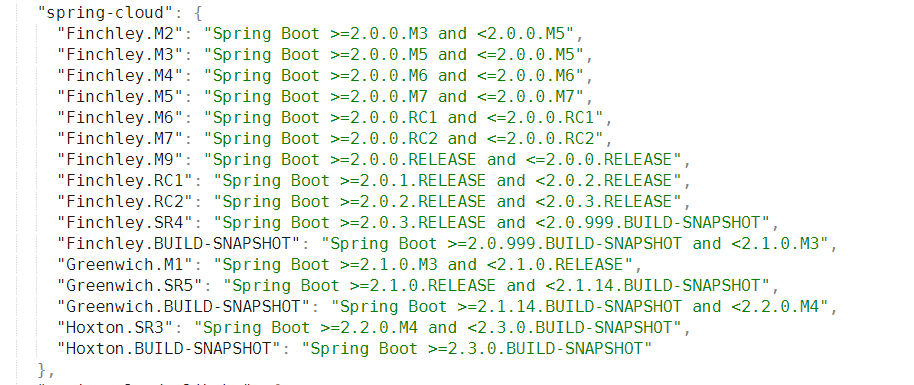 "spring-cloud": {
"Finchley.M2": "Spring Boot >=2.0.0.M3 and <2.0.0.M5",
"Finchley.M3": "Spring Boot >=2.0.0.M5 and <=2.0.0.M5",
"Finchley.M4": "Spring Boot >=2.0.0.M6 and <=2.0.0.M6",
"Finchley.M5": "Spring Boot >=2.0.0.M7 and <=2.0.0.M7",
"Finchley.M6": "Spring Boot >=2.0.0.RC1 and <=2.0.0.RC1",
"Finchley.M7": "Spring Boot >=2.0.0.RC2 and <=2.0.0.RC2",
"Finchley.M9": "Spring Boot >=2.0.0.RELEASE and <=2.0.0.RELEASE",
"Finchley.RC1": "Spring Boot >=2.0.1.RELEASE and <2.0.2.RELEASE",
"Finchley.RC2": "Spring Boot >=2.0.2.RELEASE and <2.0.3.RELEASE",
"Finchley.SR4": "Spring Boot >=2.0.3.RELEASE and <2.0.999.BUILD-SNAPSHOT",
"Finchley.BUILD-SNAPSHOT": "Spring Boot >=2.0.999.BUILD-SNAPSHOT and <2.1.0.M3",
"Greenwich.M1": "Spring Boot >=2.1.0.M3 and <2.1.0.RELEASE",
"Greenwich.SR5": "Spring Boot >=2.1.0.RELEASE and <2.1.14.BUILD-SNAPSHOT",
"Greenwich.BUILD-SNAPSHOT": "Spring Boot >=2.1.14.BUILD-SNAPSHOT and <2.2.0.M4",
"Hoxton.SR3": "Spring Boot >=2.2.0.M4 and <2.3.0.BUILD-SNAPSHOT",
"Hoxton.BUILD-SNAPSHOT": "Spring Boot >=2.3.0.BUILD-SNAPSHOT"
},